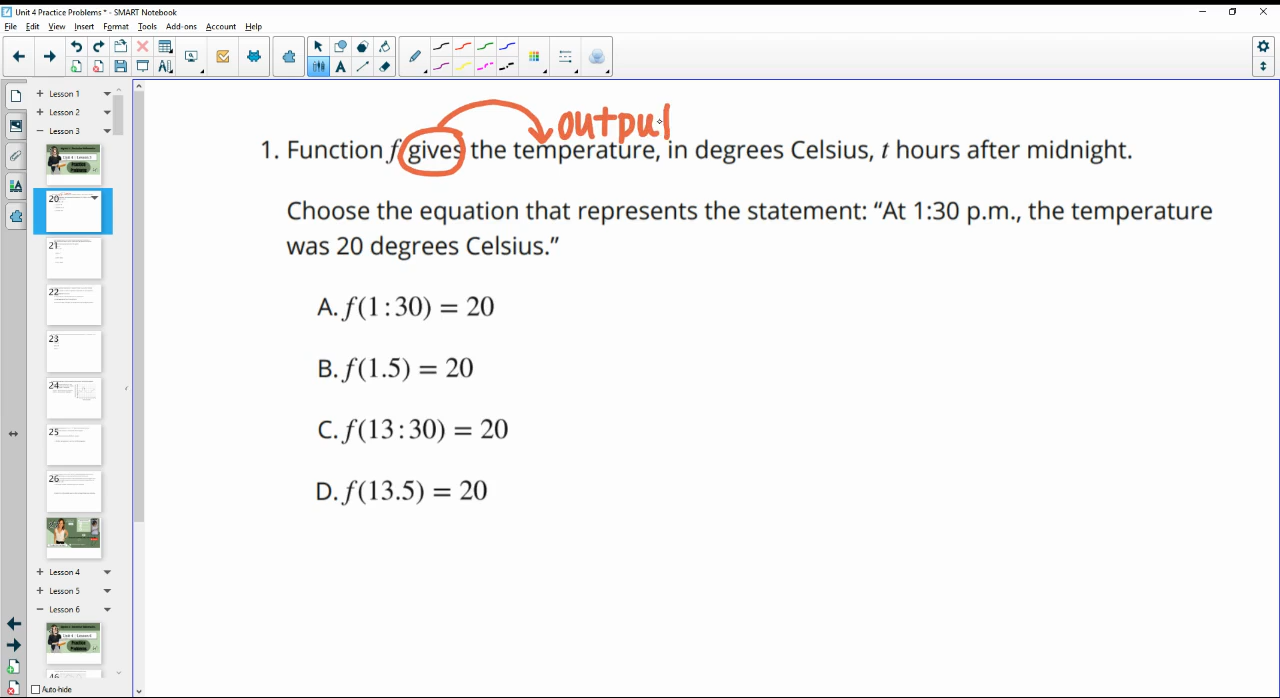 Unit 4 Practice Problems * - SMART Notebook
File Edit View Insert Format Tools Add-ons Account Help
Lesson 1
Lesson 2
Lesson 3
20
21
22
23
24
25
26
Lesson 4
Lesson 5
Lesson 6
46
Auto-hide
output
1. Function f gives the temperature, in degrees Celsius, t hours after midnight.
Choose the equation that represents the statement: “At 1:30 p.m., the temperature
was 20 degrees Celsius.”
A. f(1:30) = 20
B. f(1.5) = 20
C. f(13:30) = 20
D. f(13.5) = 20